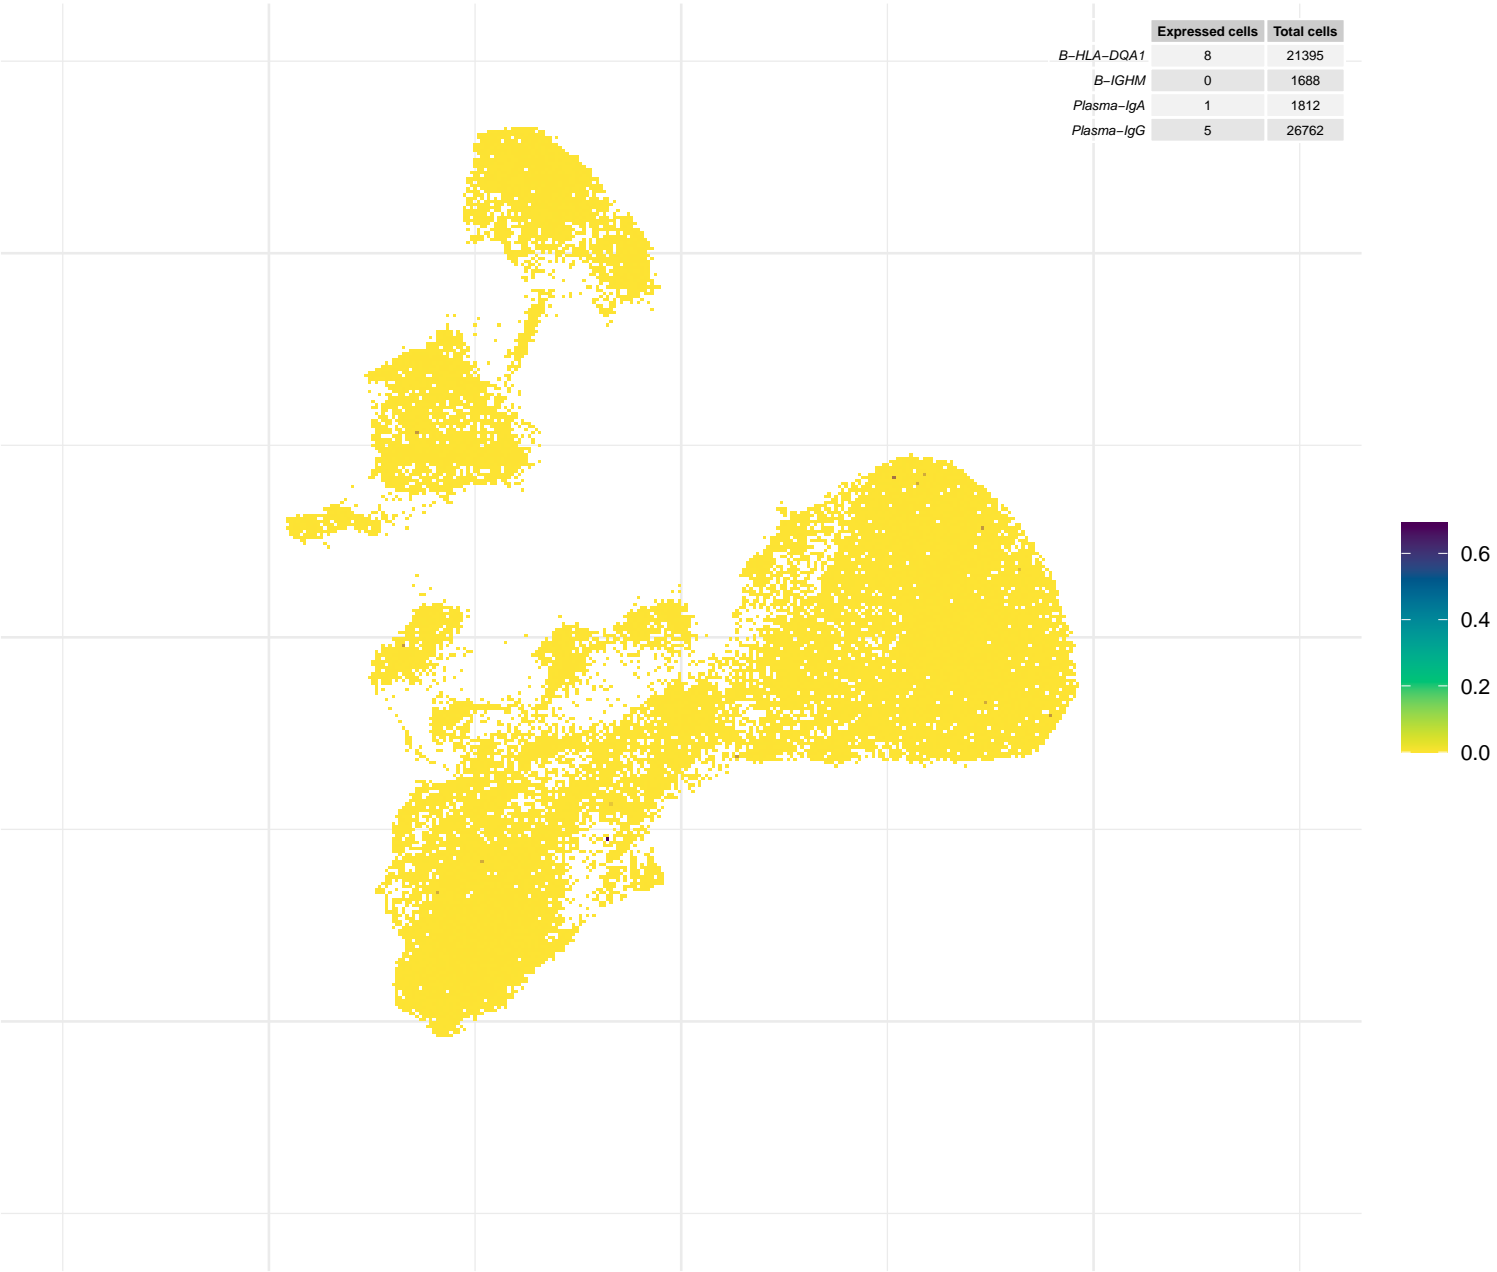 Expressed cells Total cells
B−HLA−DQA1 8 21395
B−IGHM 0 1688
Plasma−IgA 1 1812
Plasma−IgG 5 26762
0.6
0.4
0.2
0.0